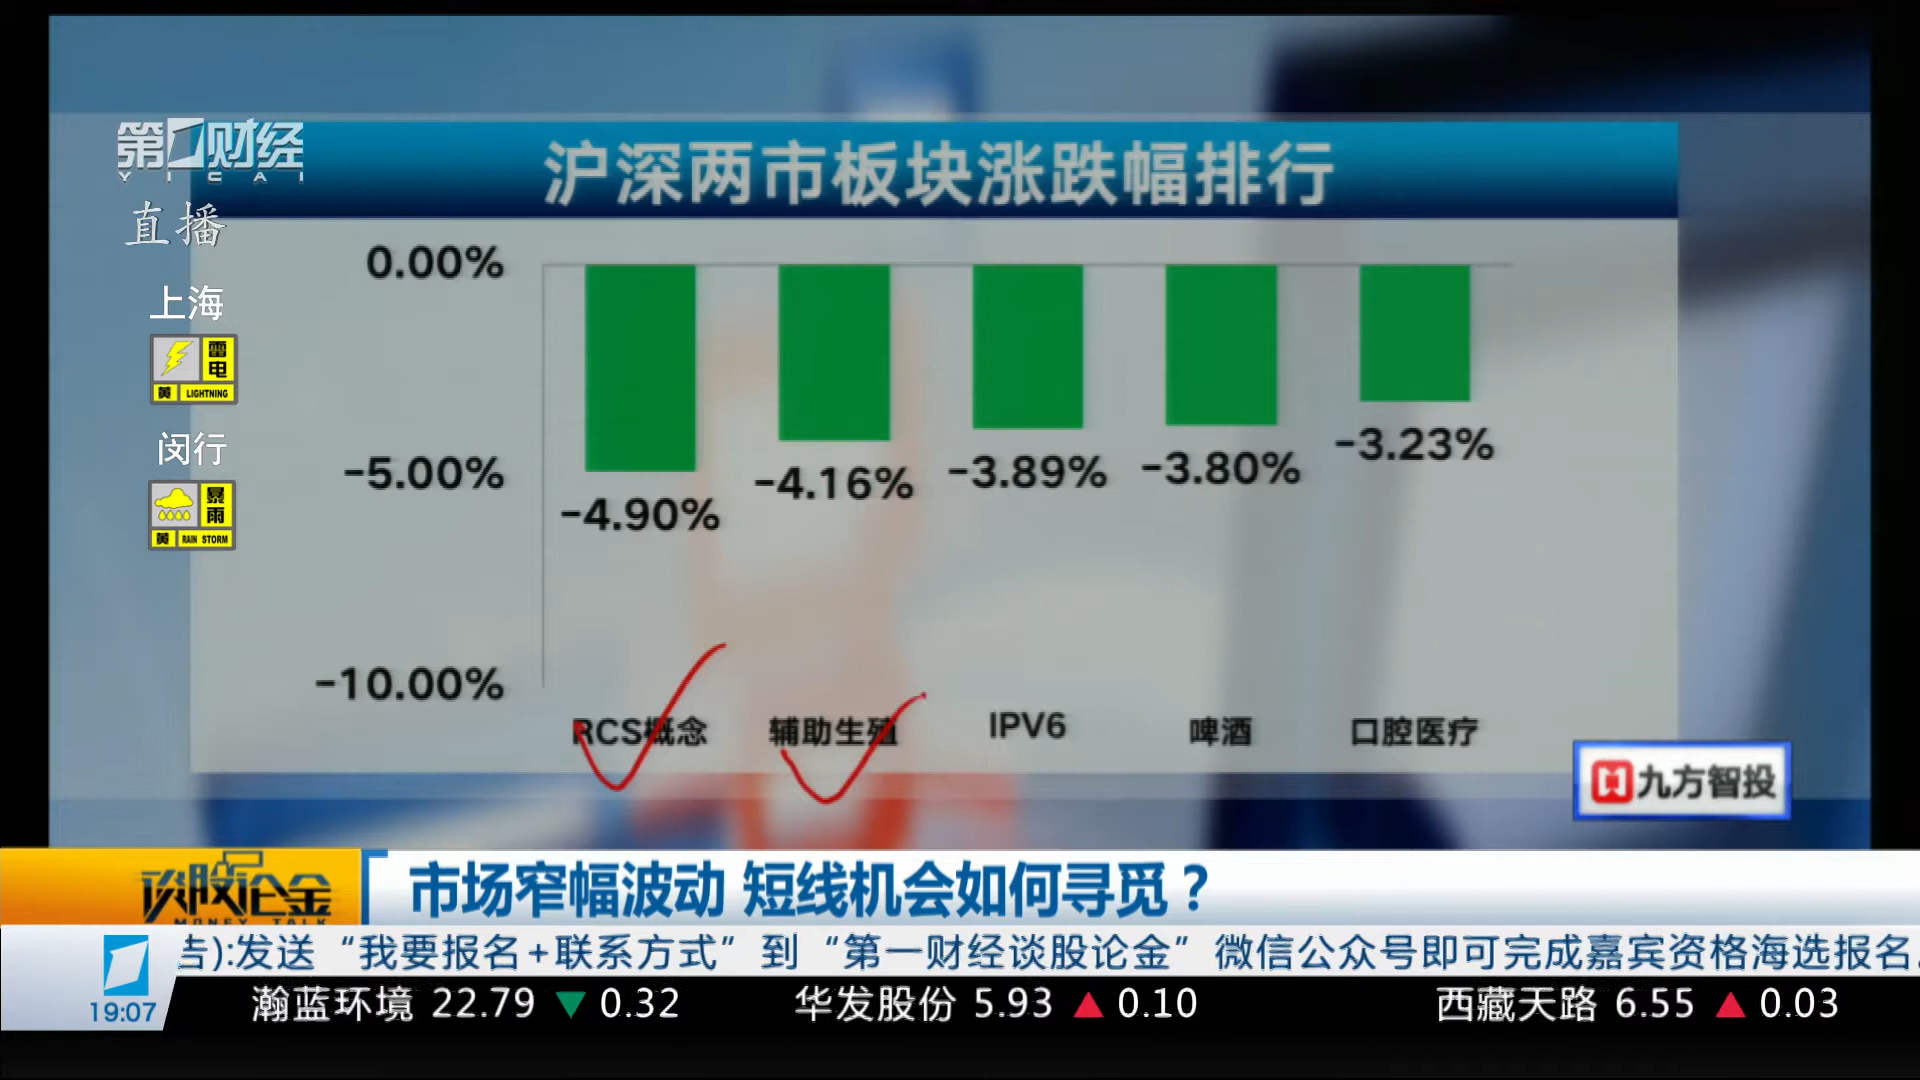 第1财经
YICAI
直播
上海
雷电
黄 LIGHTNING
闵行
暴雨
黄 RAIN STORM
沪深两市板块涨跌幅排行
0.00%
-5.00%
-10.00%
-4.90%
-4.16%
-3.89%
-3.80%
-3.23%
RCS概念
辅助生殖
IPV6
啤酒
口腔医疗
九方智投
谈股论金
MONEY TALK
市场窄幅波动 短线机会如何寻觅？
告):发送“我要报名+联系方式”到“第一财经谈股论金”微信公众号即可完成嘉宾资格海选报名
19:07
瀚蓝环境 22.79 ▼ 0.32 华发股份 5.93 ▲ 0.10 西藏天路 6.55 ▲ 0.03